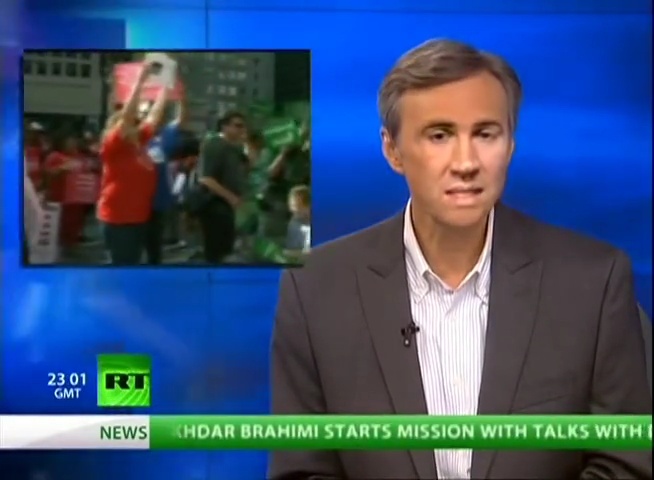 23 01
GMT
RT
NEWS
KHDAR BRAHIMI STARTS MISSION WITH TALKS WITH